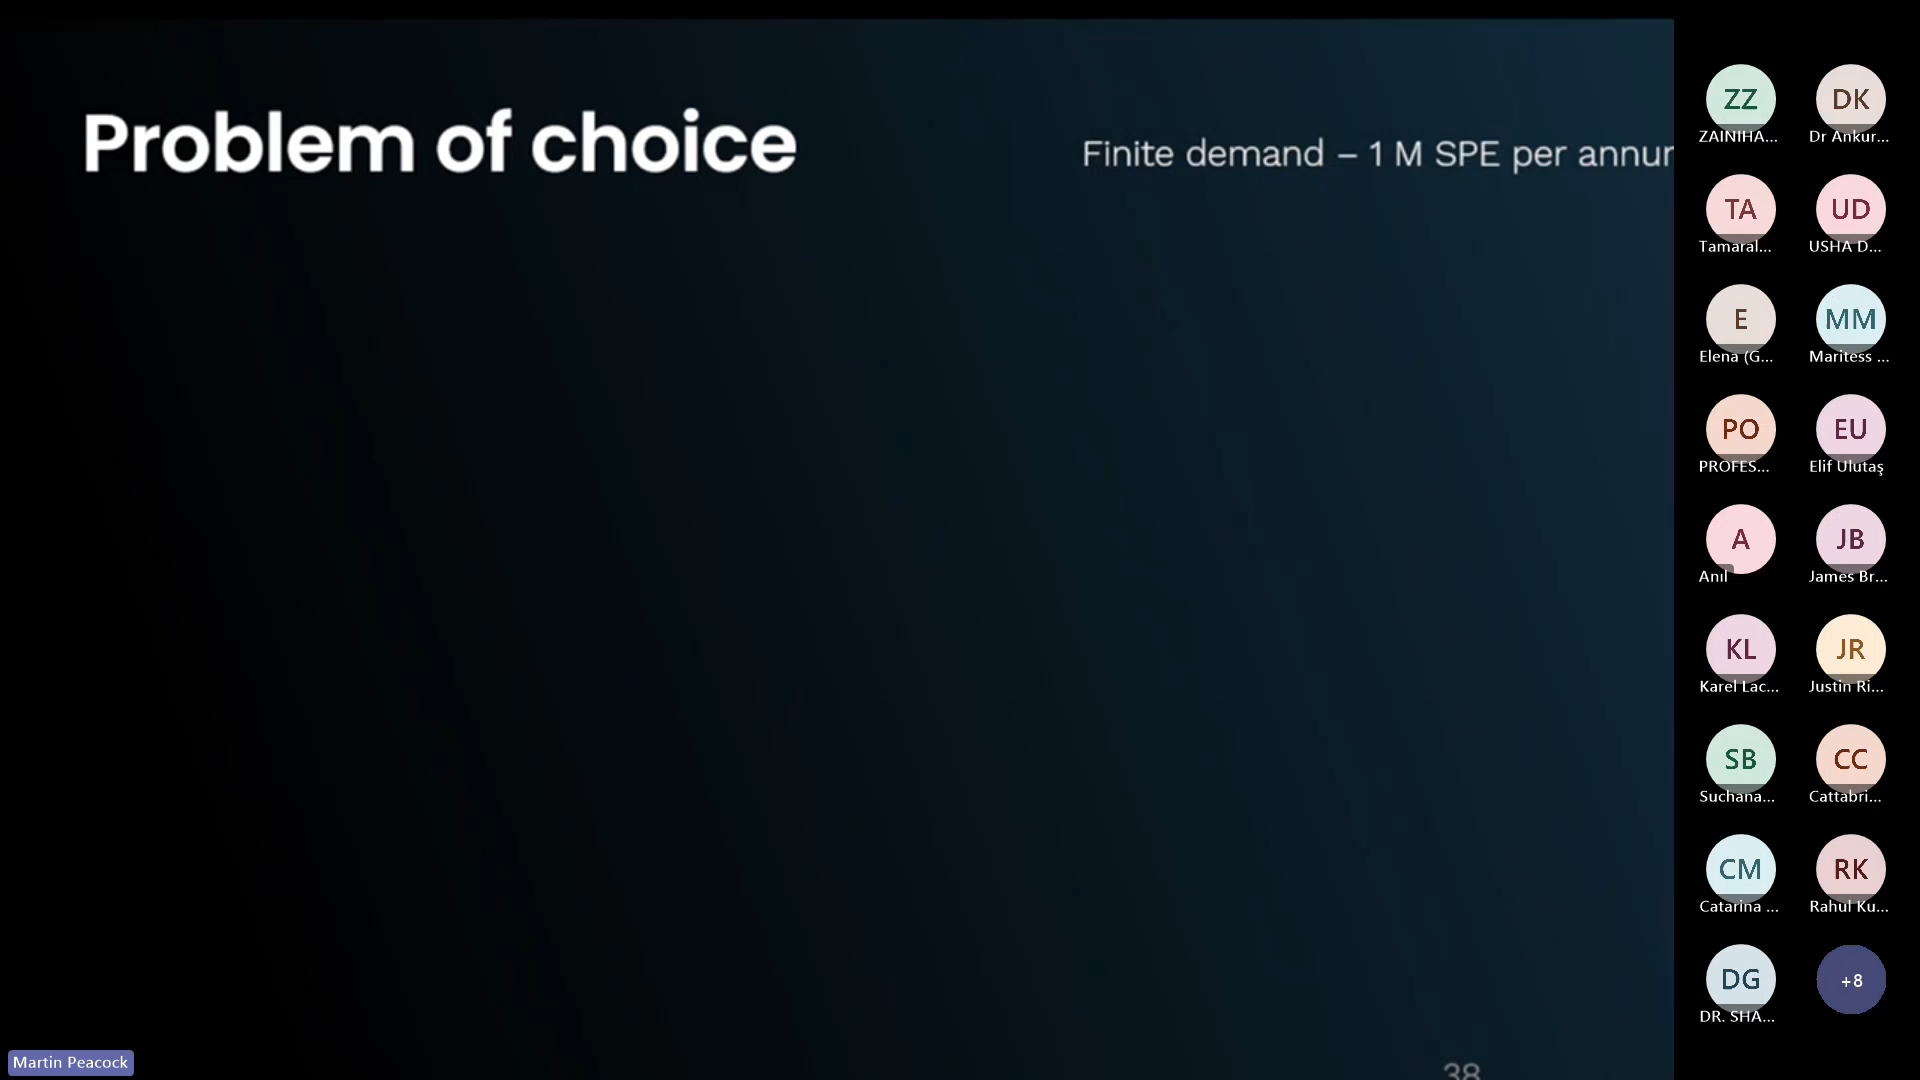 Problem of choice
Finite demand – 1 M SPE per annu
38
Martin Peacock
ZZ
ZAINIHA...
DK
Dr Ankur...
TA
Tamaral...
UD
USHA D...
E
Elena (G...
MM
Maritess ...
PO
PROFES...
EU
Elif Ulutaş
A
Anıl
JB
James Br...
KL
Karel Lac...
JR
Justin Ri...
SB
Suchana...
CC
Cattabri...
CM
Catarina ...
RK
Rahul Ku...
DG
DR. SHA...
+8